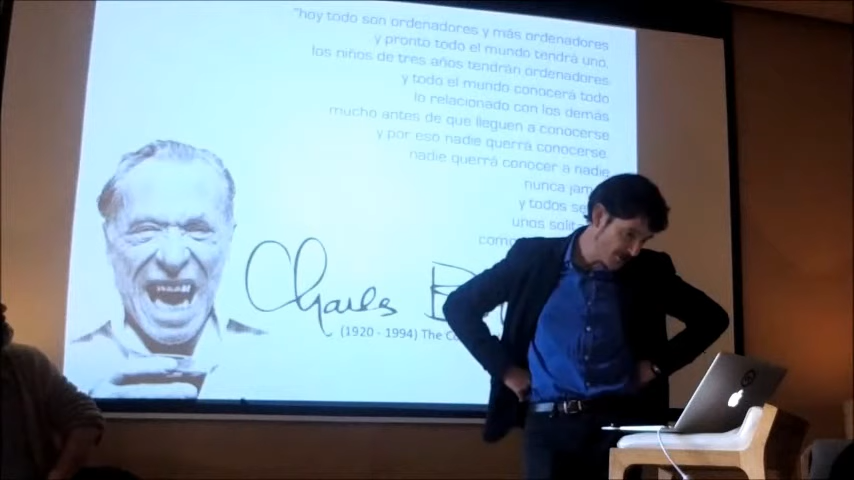 "hoy todo son ordenadores y más ordenadores
y pronto todo el mundo tendrá uno,
los niños de tres años tendrán ordenadores
y todo el mundo conocerá todo
lo relacionado con los demás
mucho antes de que lleguen a conocerse
y por eso nadie querrá conocerse.
nadie querrá conocer a nadie
nunca
y todos
unos
Charles
(1920 - 1994) The